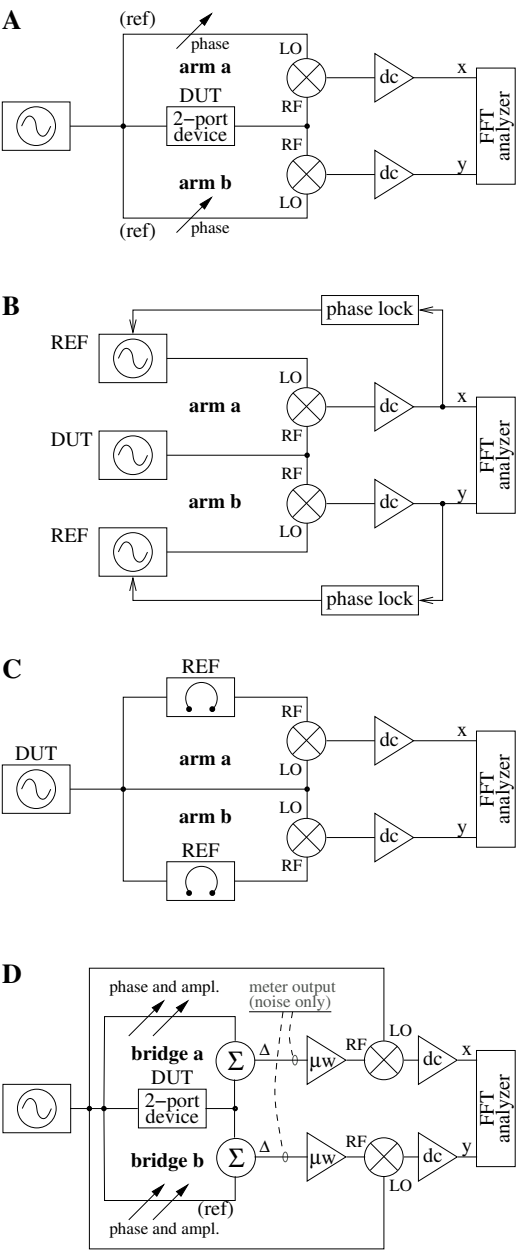 A
(ref)
phase
arm a
LO
RF
DUT
2−port
device
dc
x
FFT
analyzer
RF
LO
dc
y
arm b
(ref)
phase
B
phase lock
REF
LO
arm a
RF
dc
x
DUT
FFT
analyzer
RF
arm b
LO
dc
y
REF
phase lock
C
REF
RF
arm a
LO
dc
x
DUT
FFT
analyzer
LO
arm b
RF
dc
y
REF
D
phase and ampl.
meter output
(noise only)
LO
bridge a
Σ
Δ
μw
RF
dc
x
DUT
2−port
device
FFT
analyzer
bridge b
Σ
Δ
μw
RF
dc
y
LO
(ref)
phase and ampl.